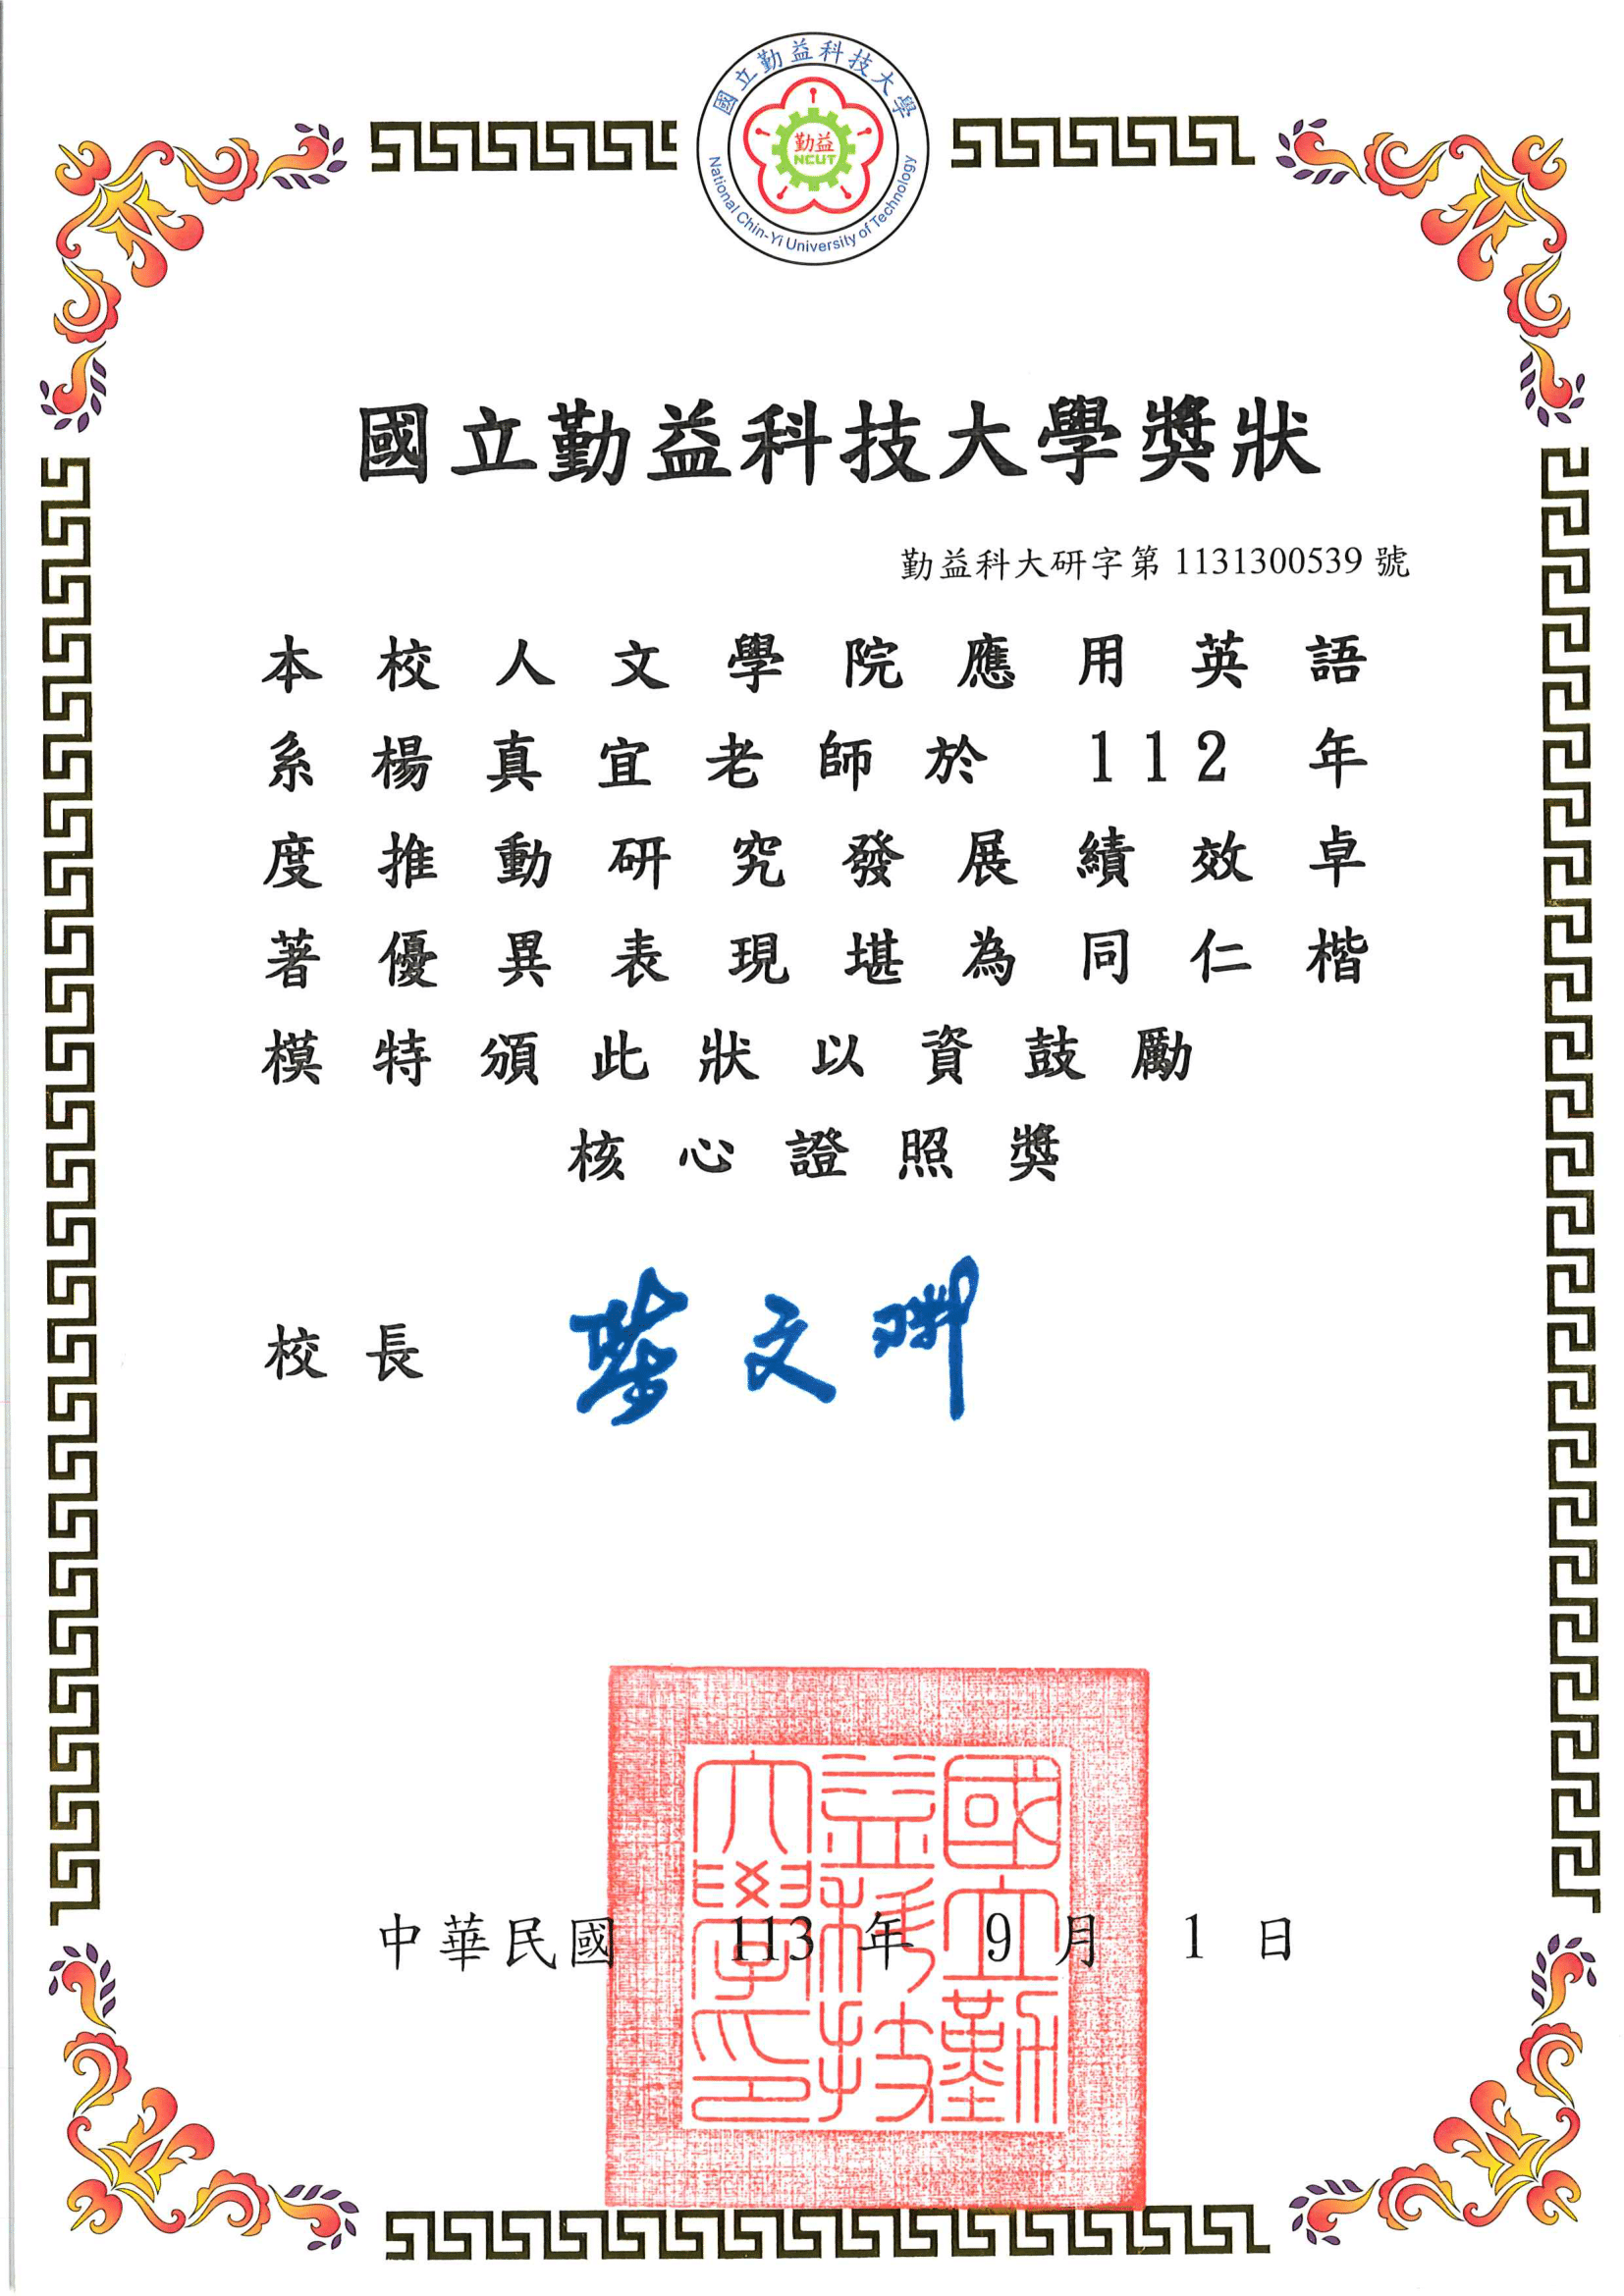 國立勤益科技大學
勤益
NCUT
National Chin-Yi University of Technology
國立勤益科技大學獎狀
勤益科大研字第 1131300539 號
本校人文學院應用英語
系楊真宜老師於 112 年
度推動研究發展績效卓
著優異表現堪為同仁楷
模特頒此狀以資鼓勵
核心證照獎
校長
中華民國 113 年 9 月 1 日
國立勤
益科技
大學印